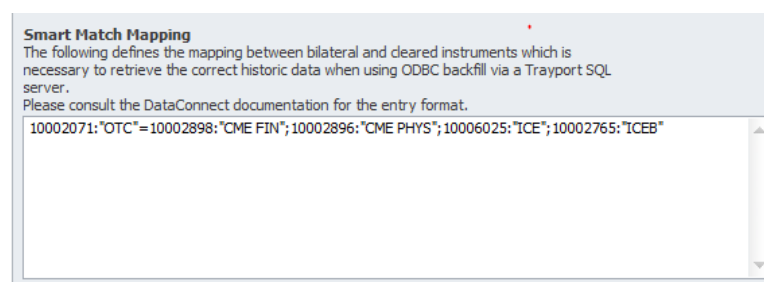 Smart Match Mapping
The following defines the mapping between bilateral and cleared instruments which is
necessary to retrieve the correct historic data when using ODBC backfill via a Trayport SQL
server.
Please consult the DataConnect documentation for the entry format.
10002071:"OTC"=10002898:"CME FIN";10002896:"CME PHYS";10006025:"ICE";10002765:"ICEB"